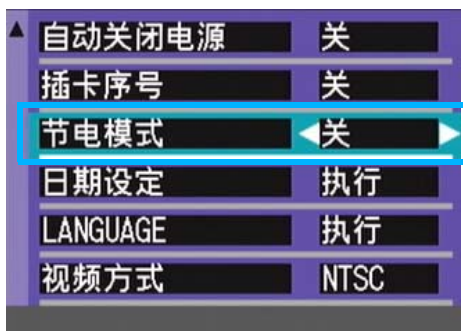 自动关闭电源 关
插卡序号 关
节电模式 关
日期设定 执行
LANGUAGE 执行
视频方式 NTSC